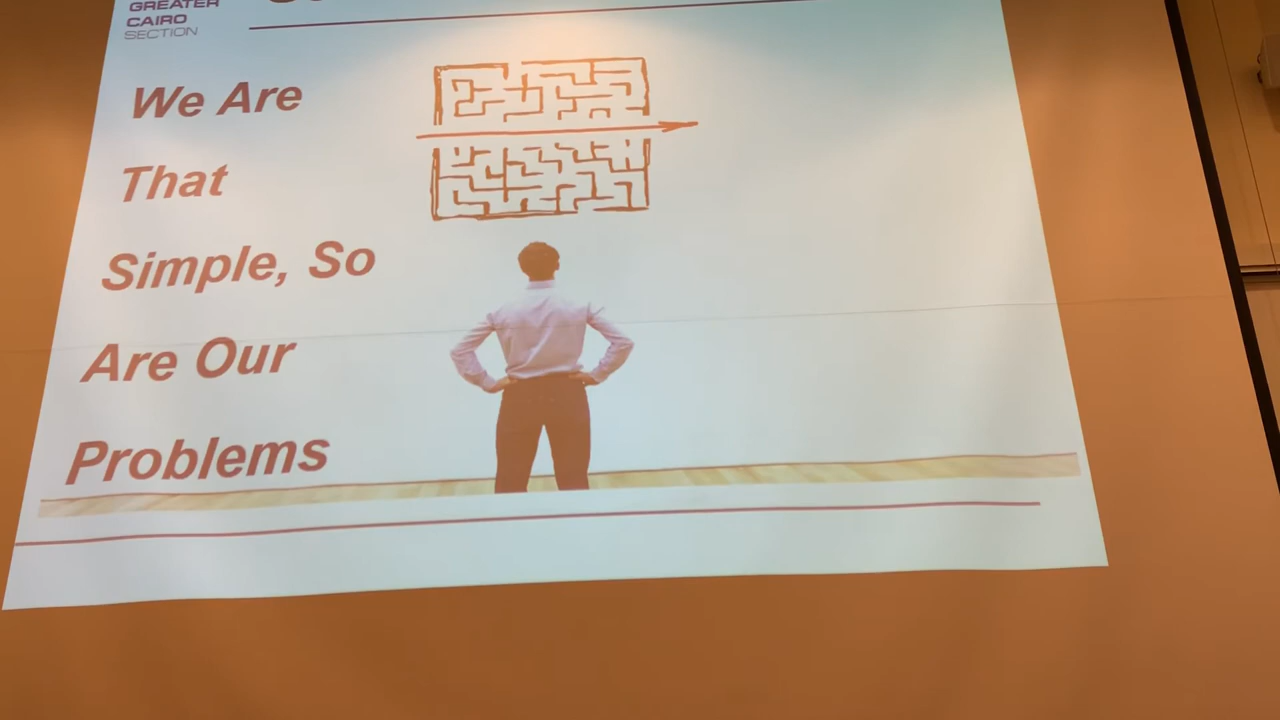 GREATER
CAIRO
SECTION
We Are
That
Simple, So
Are Our
Problems